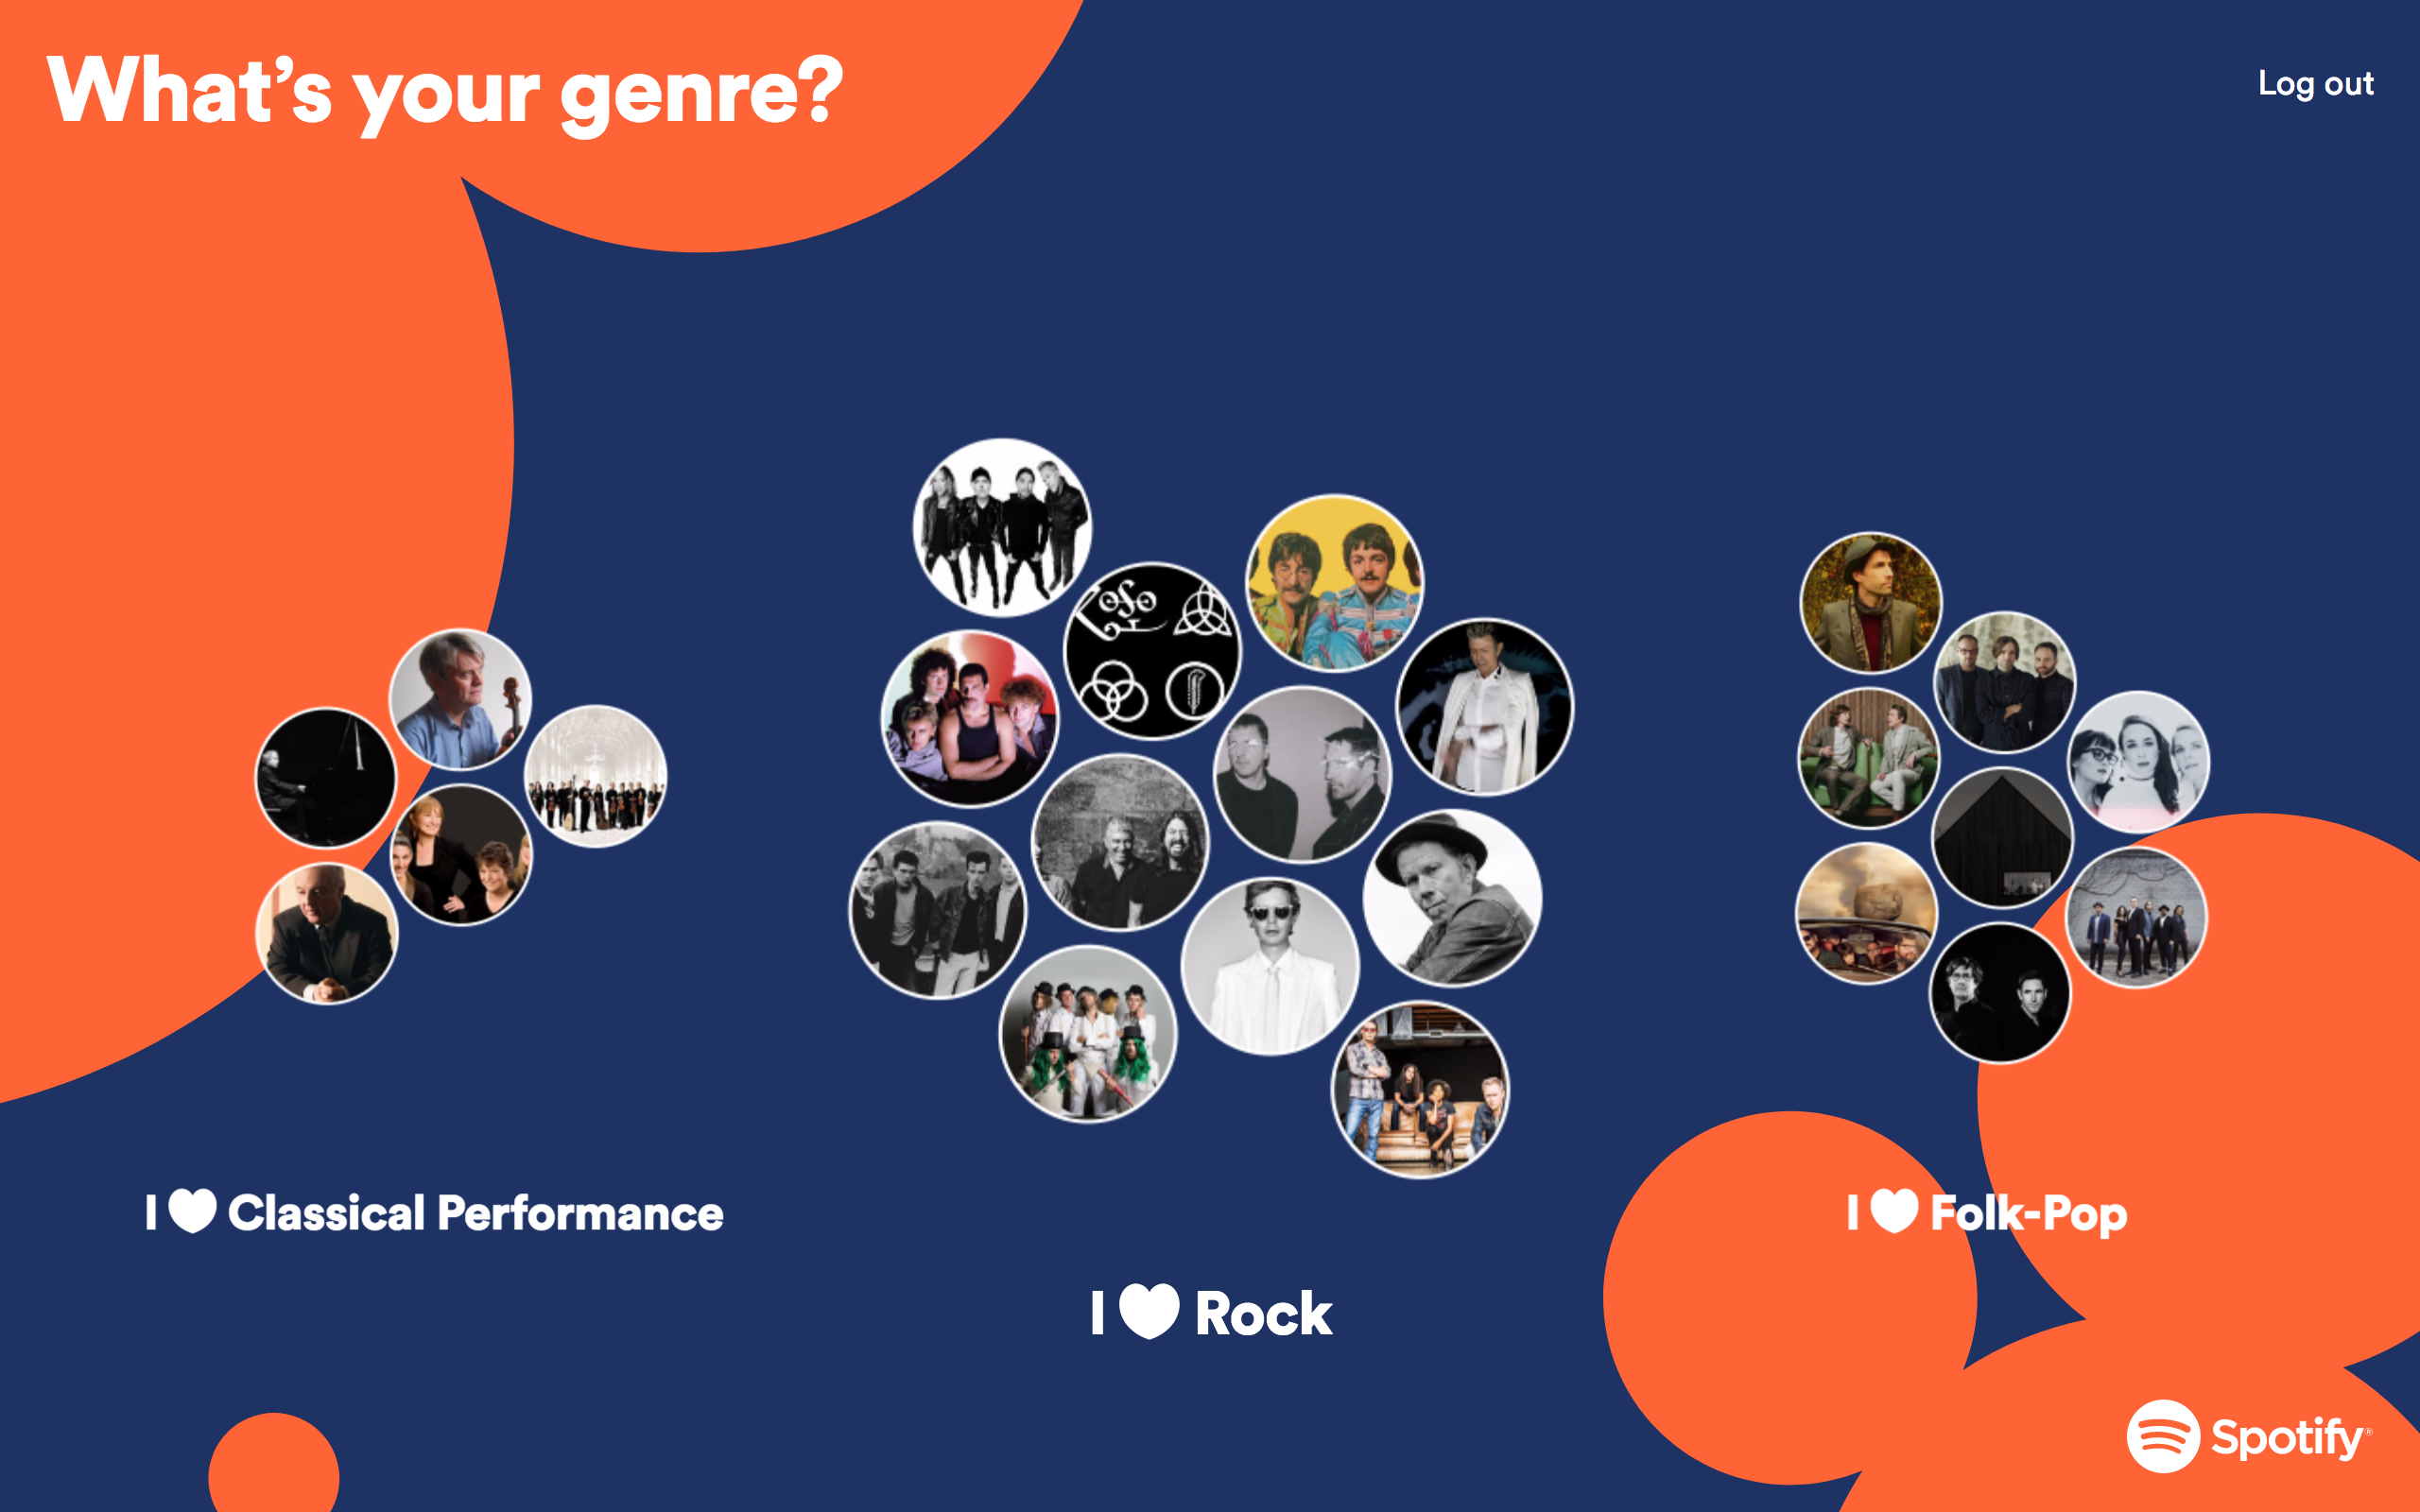 What's your genre?
Log out
I ♥ Classical Performance
I ♥ Rock
I ♥ Folk-Pop
Spotify®